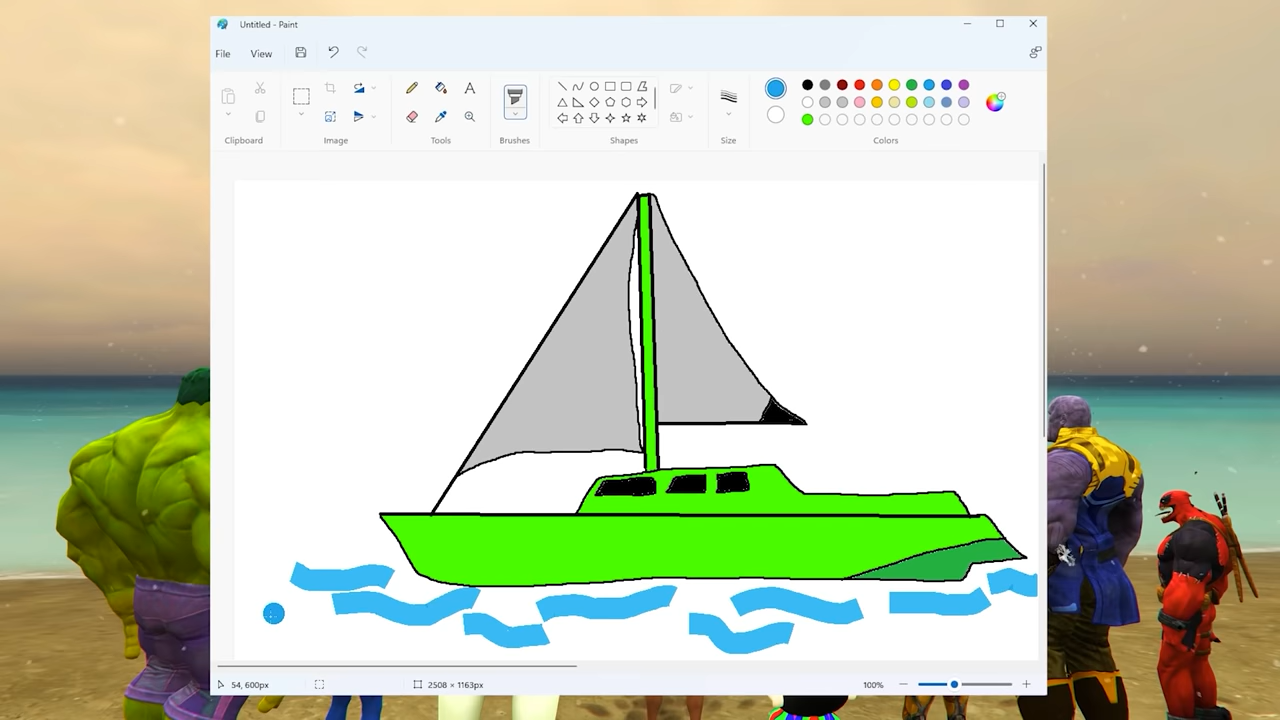 Untitled - Paint
File View
Clipboard Image Tools Brushes Shapes Size Colors
54, 600px 2508 × 1163px 100%